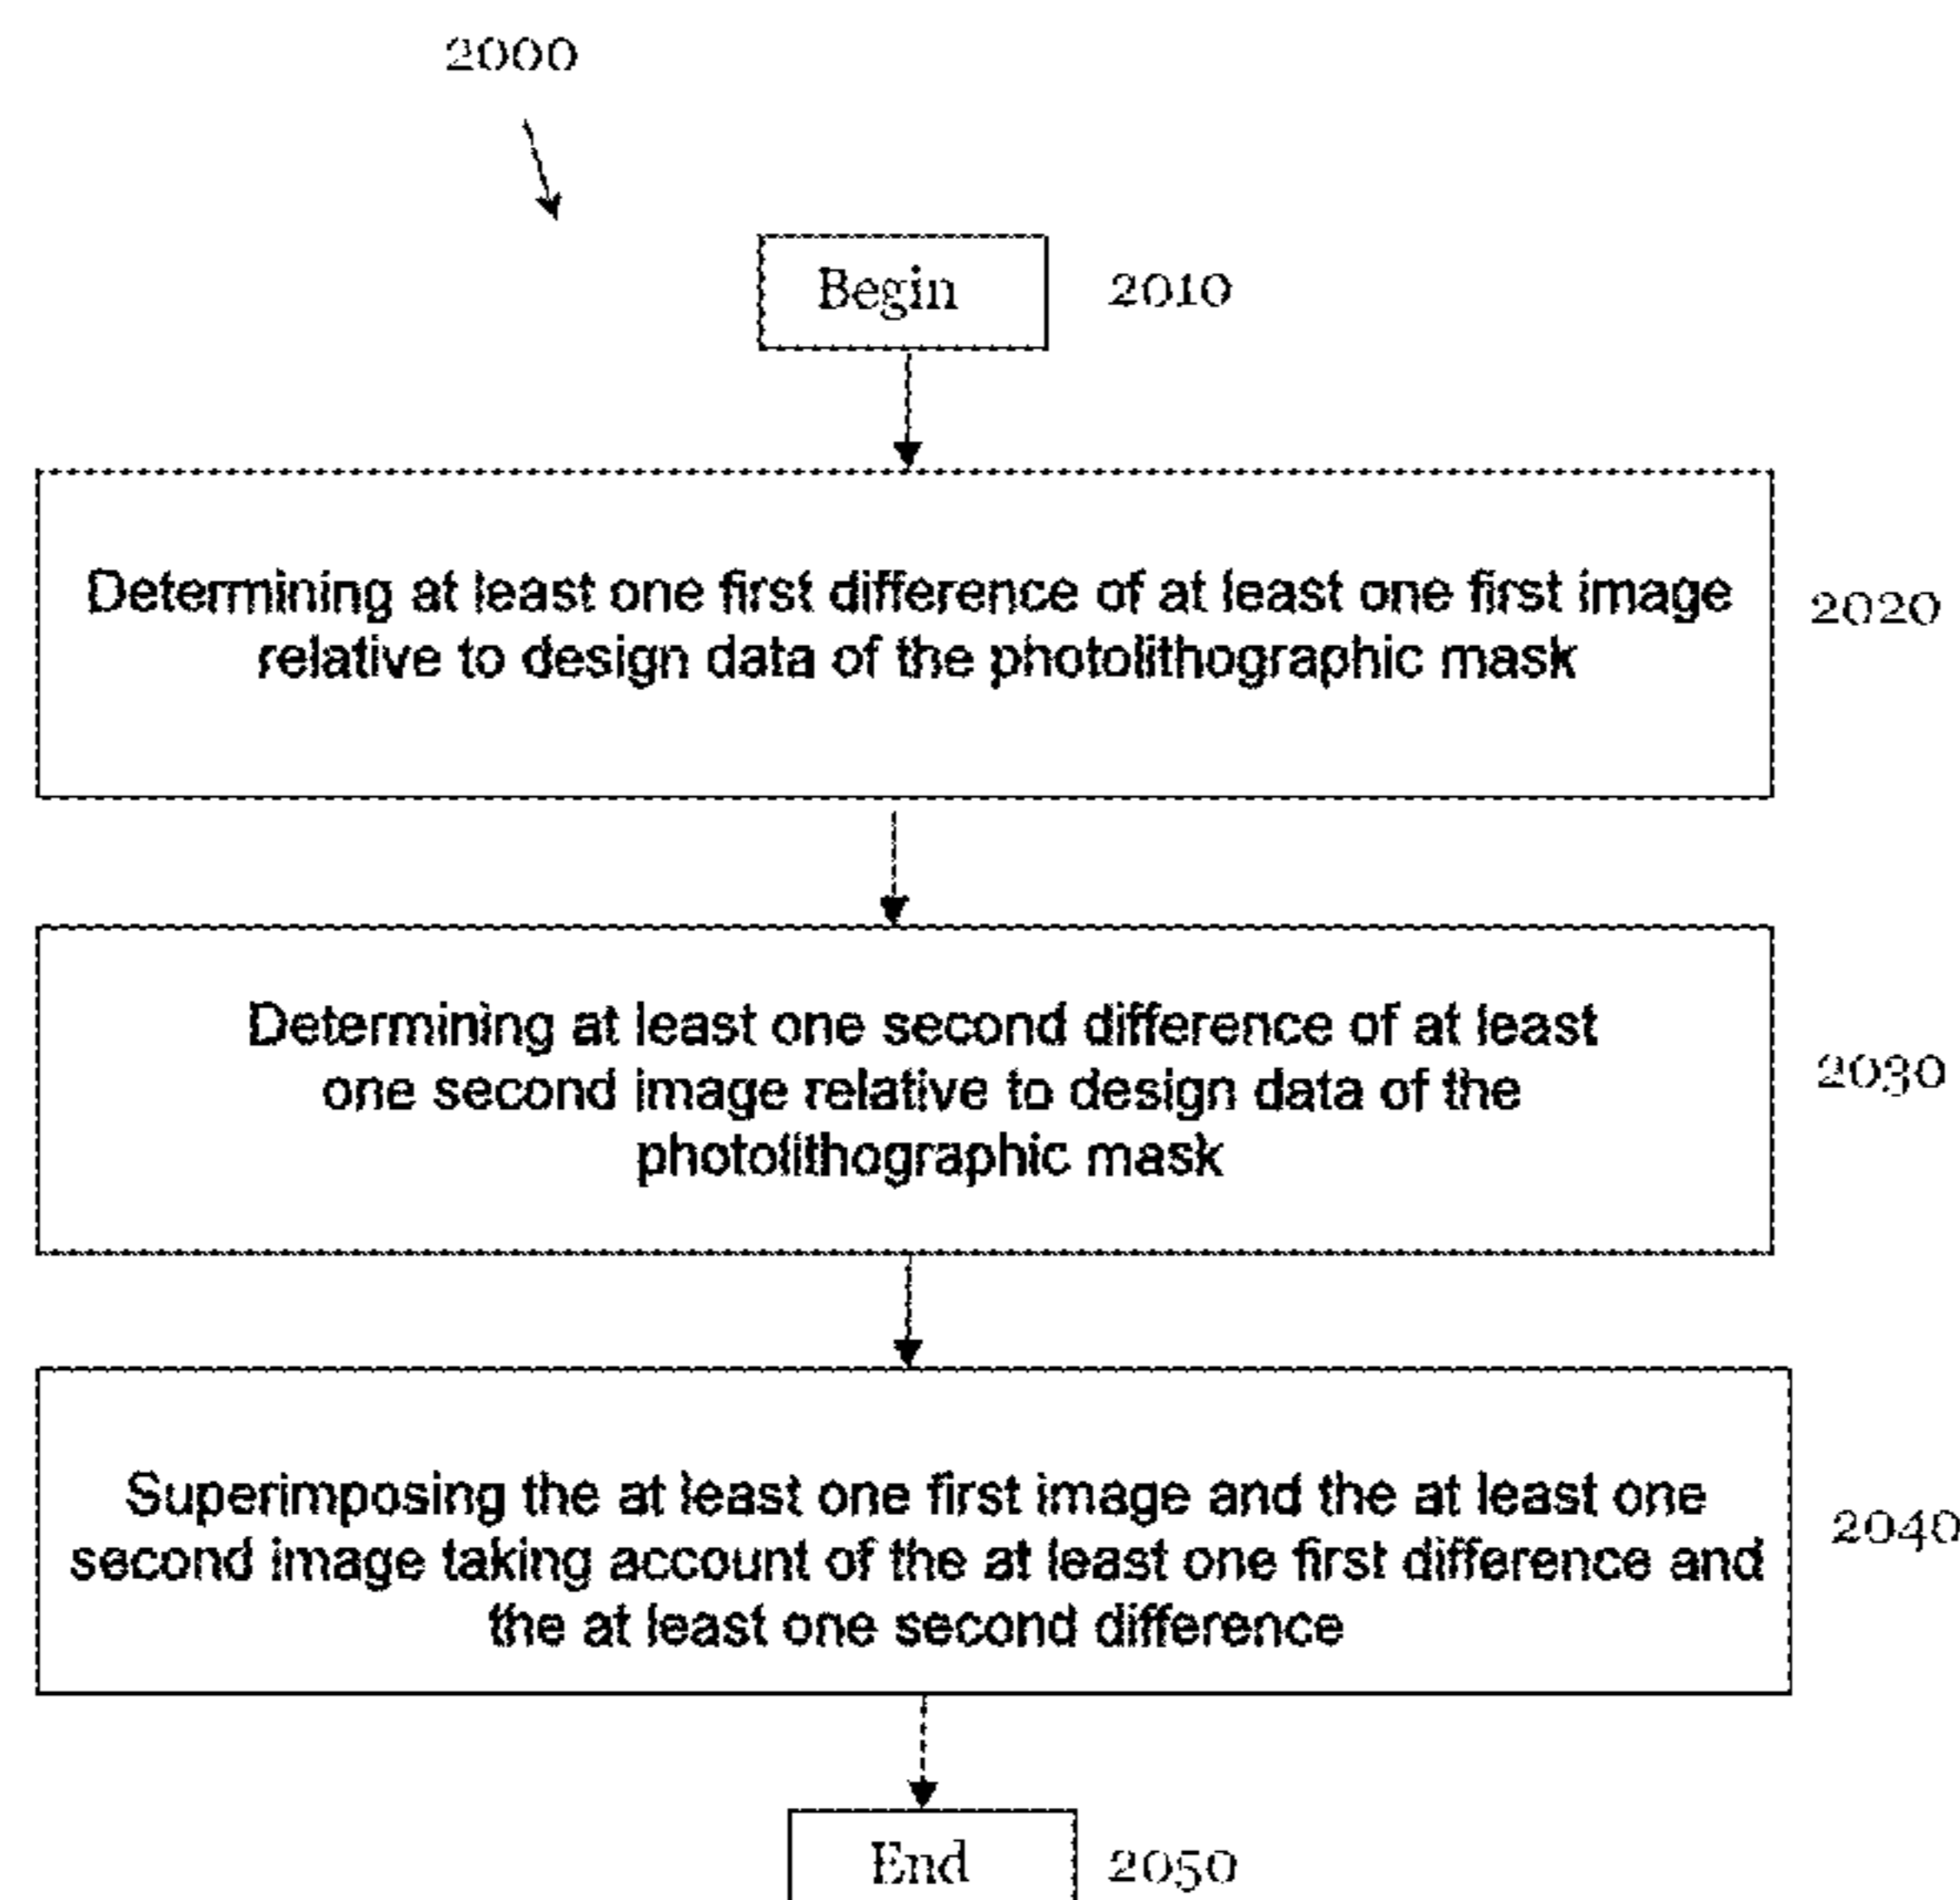 2000
Begin
2010
Determining at least one first difference of at least one first image
relative to design data of the photolithographic mask
2020
Determining at least one second difference of at least
one second image relative to design data of the
photolithographic mask
2030
Superimposing the at least one first image and the at least one
second image taking account of the at least one first difference and
the at least one second difference
2040
End
2050